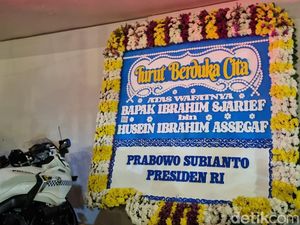 Turut Berduka Cita
ATAS WAFATNYA
BAPAK IBRAHIM SJARIEF
bin
HUSEIN IBRAHIM ASSEGAF
PRABOWO SUBIANTO
PRESIDEN RI
detikcom